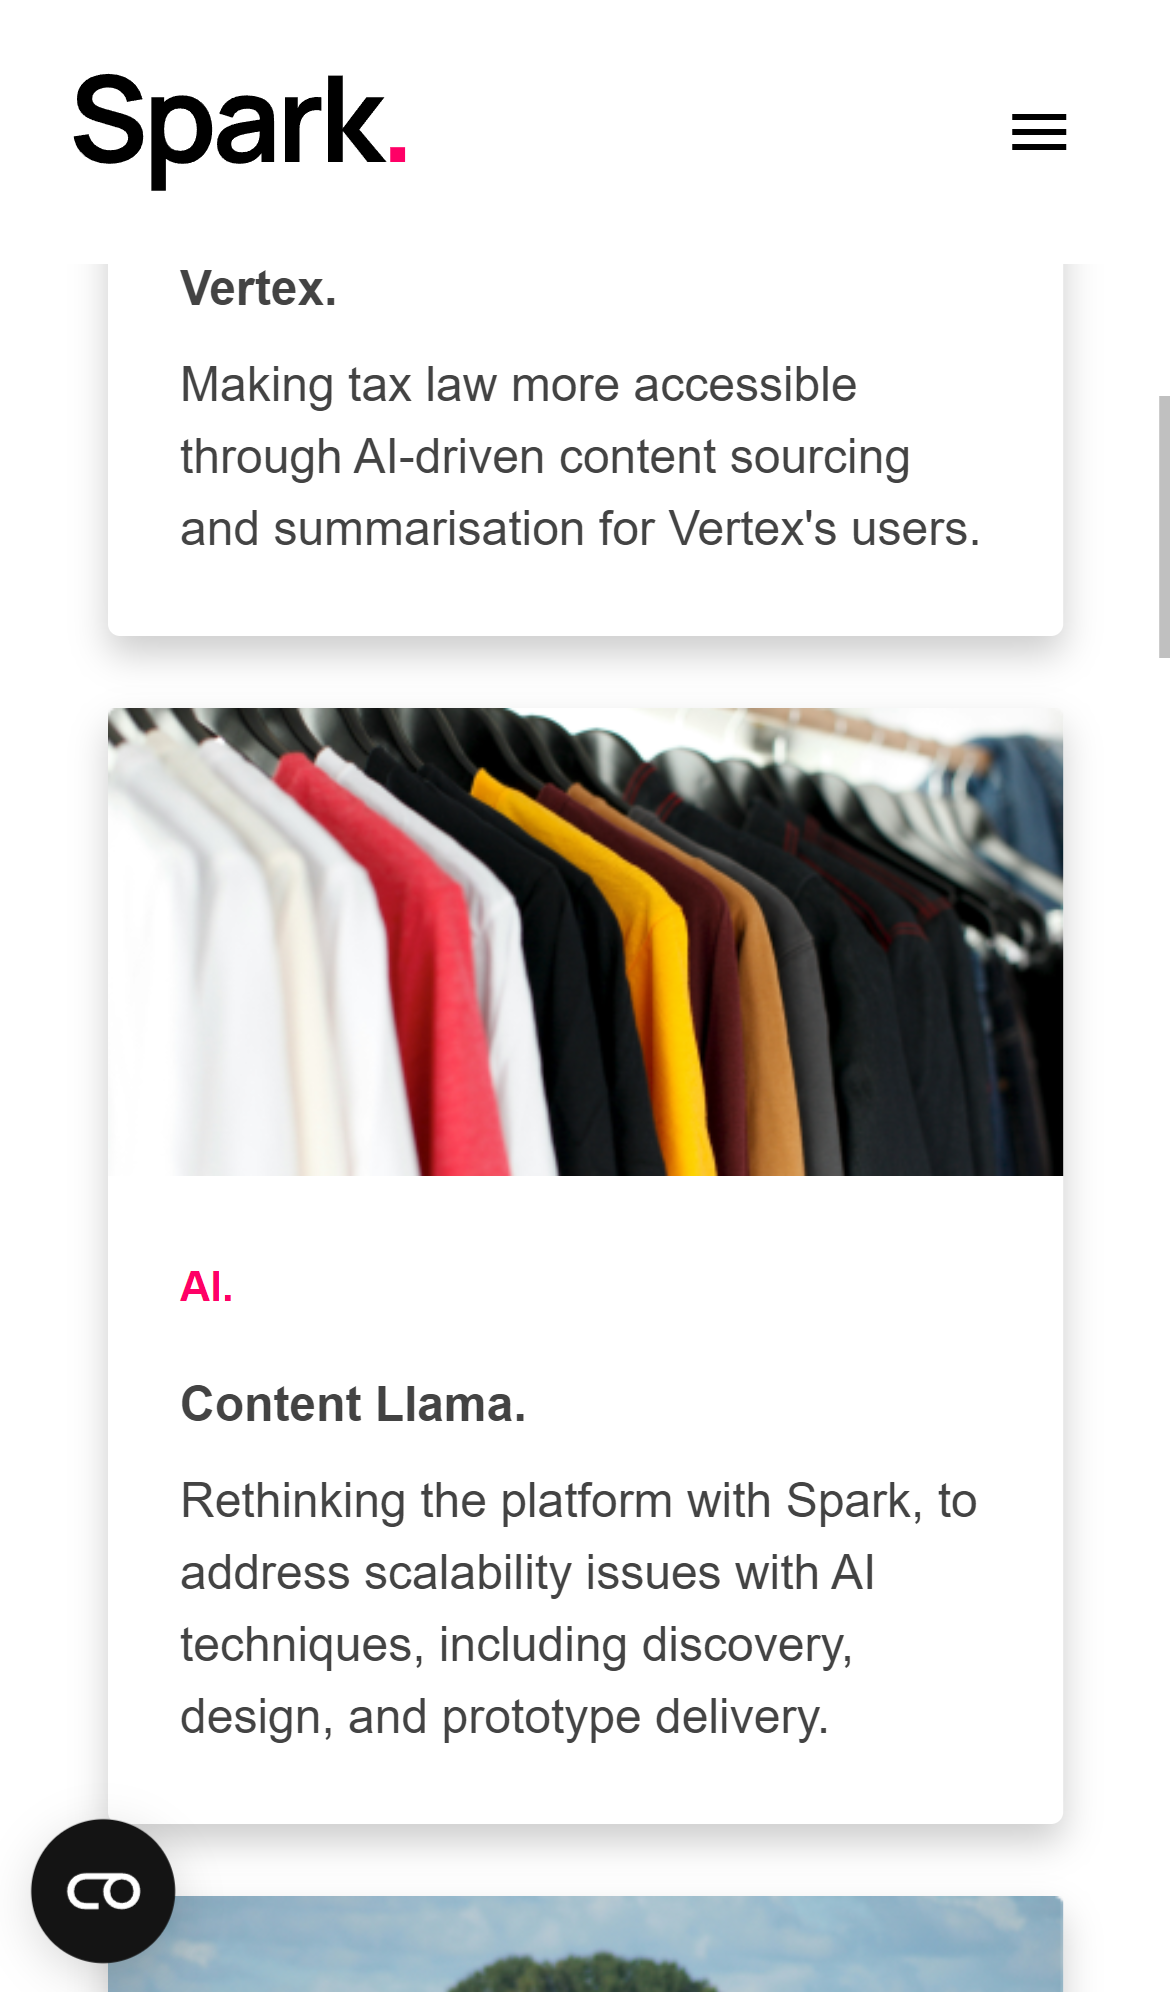 Spark.
Vertex.
Making tax law more accessible
through AI-driven content sourcing
and summarisation for Vertex's users.
AI.
Content Llama.
Rethinking the platform with Spark, to
address scalability issues with AI
techniques, including discovery,
design, and prototype delivery.